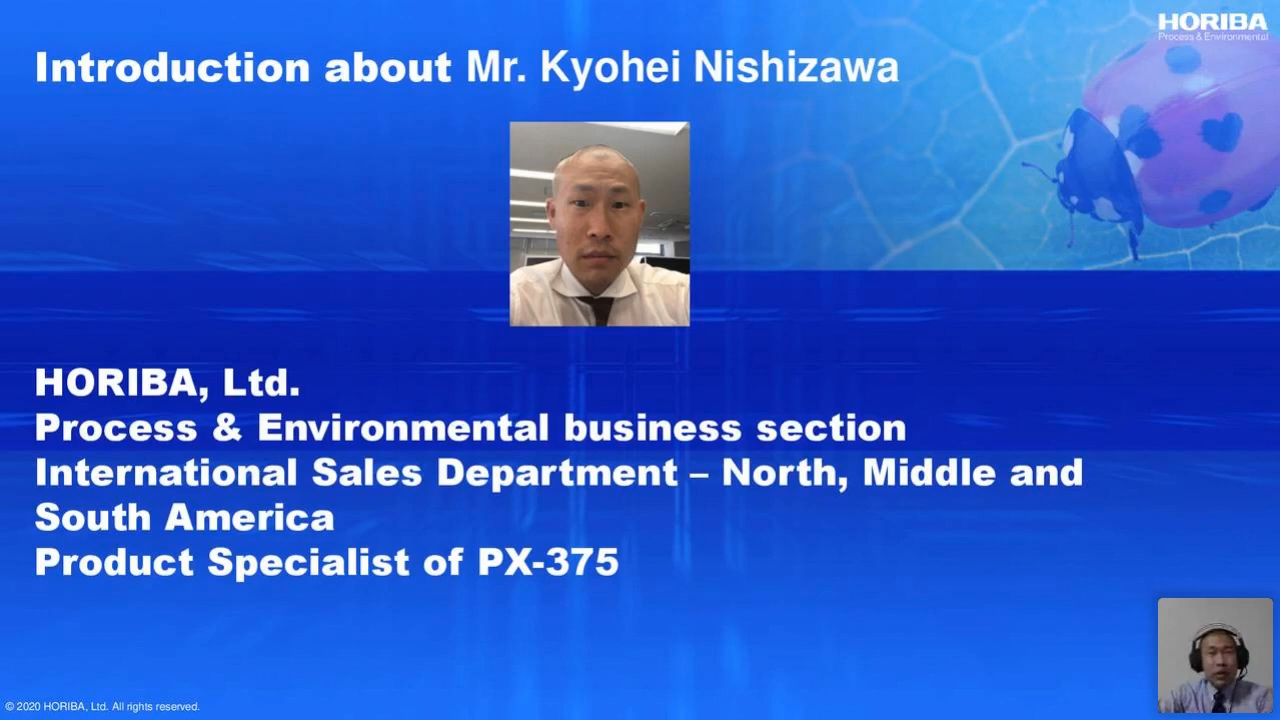 HORIBA
Process & Environmental
Introduction about Mr. Kyohei Nishizawa
HORIBA, Ltd.
Process & Environmental business section
International Sales Department – North, Middle and
South America
Product Specialist of PX-375
© 2020 HORIBA, Ltd. All rights reserved.